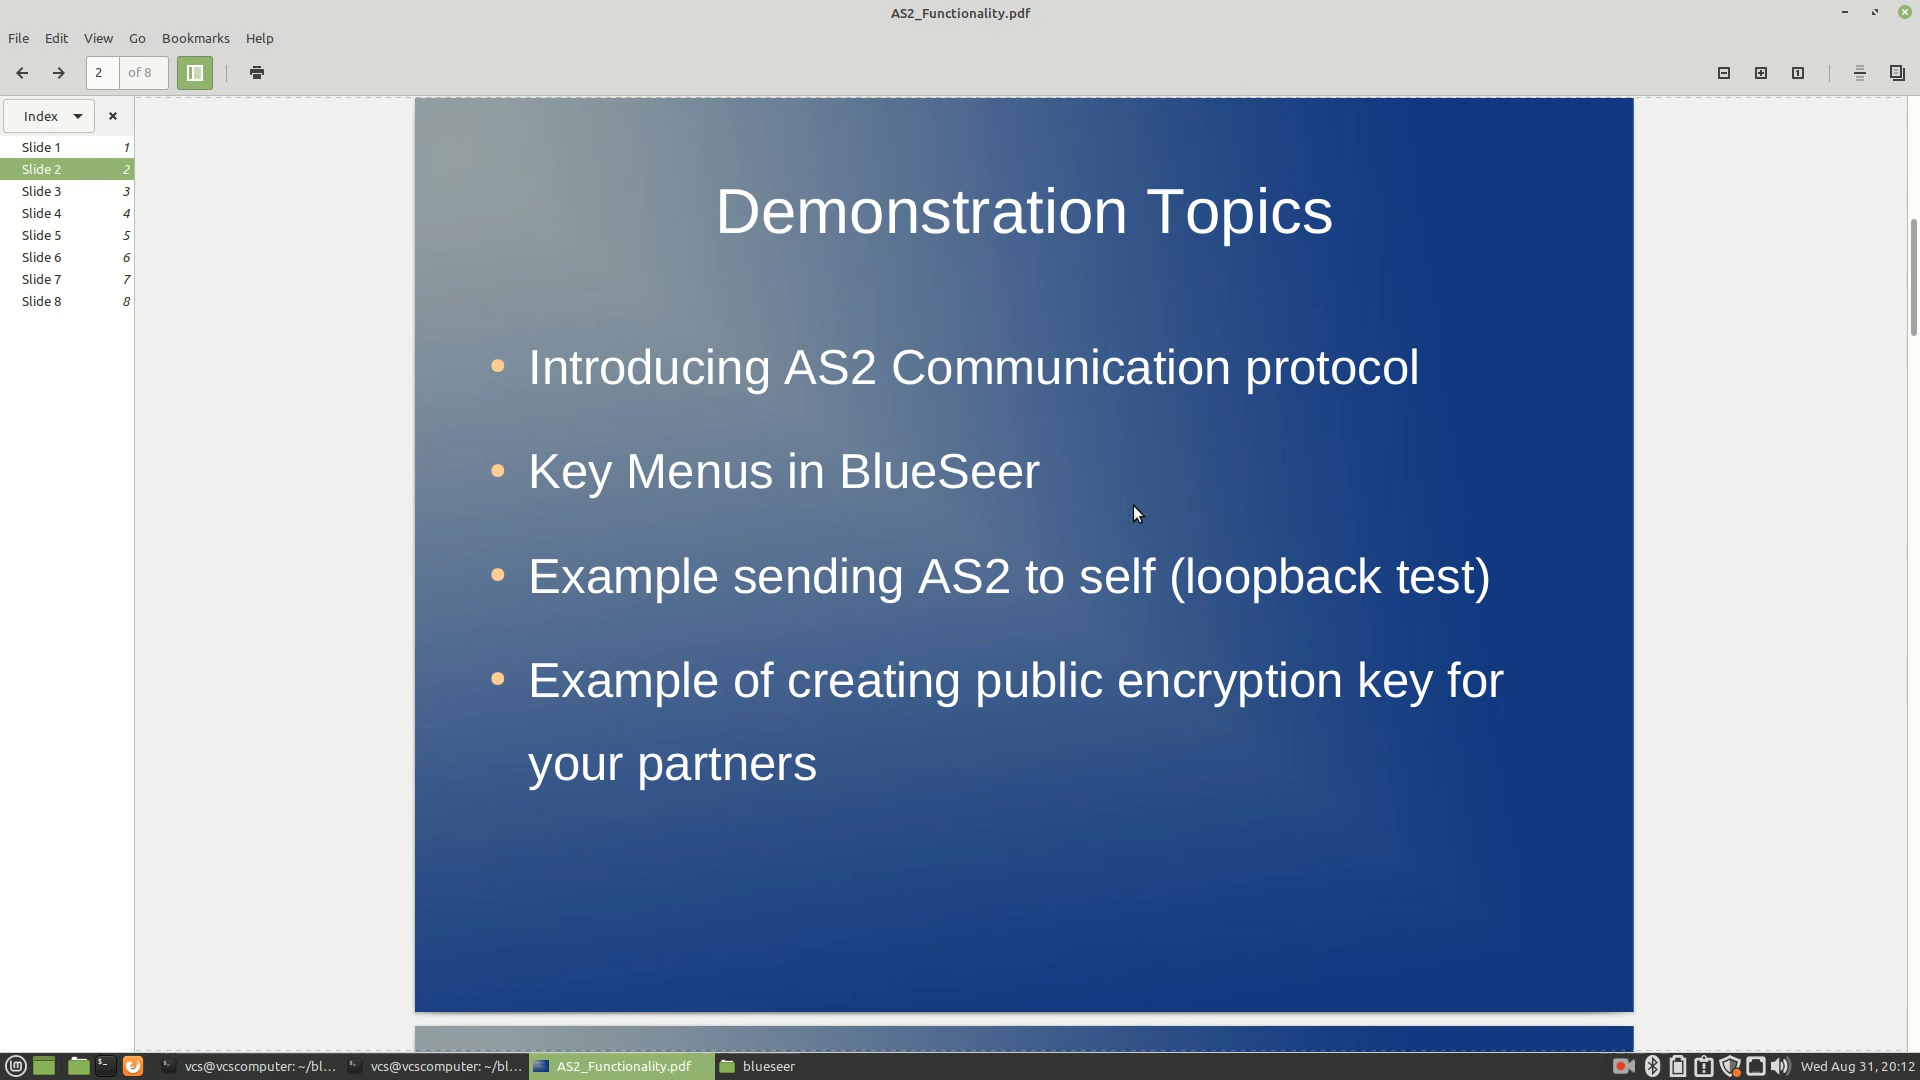 AS2_Functionality.pdf
File Edit View Go Bookmarks Help
2 of 8
Index
Slide 1 1
Slide 2 2
Slide 3 3
Slide 4 4
Slide 5 5
Slide 6 6
Slide 7 7
Slide 8 8
Demonstration Topics
• Introducing AS2 Communication protocol
• Key Menus in BlueSeer
• Example sending AS2 to self (loopback test)
• Example of creating public encryption key for
your partners
vcs@vcscomputer: ~/bl... vcs@vcscomputer: ~/bl... AS2_Functionality.pdf blueseer Wed Aug 31, 20:12